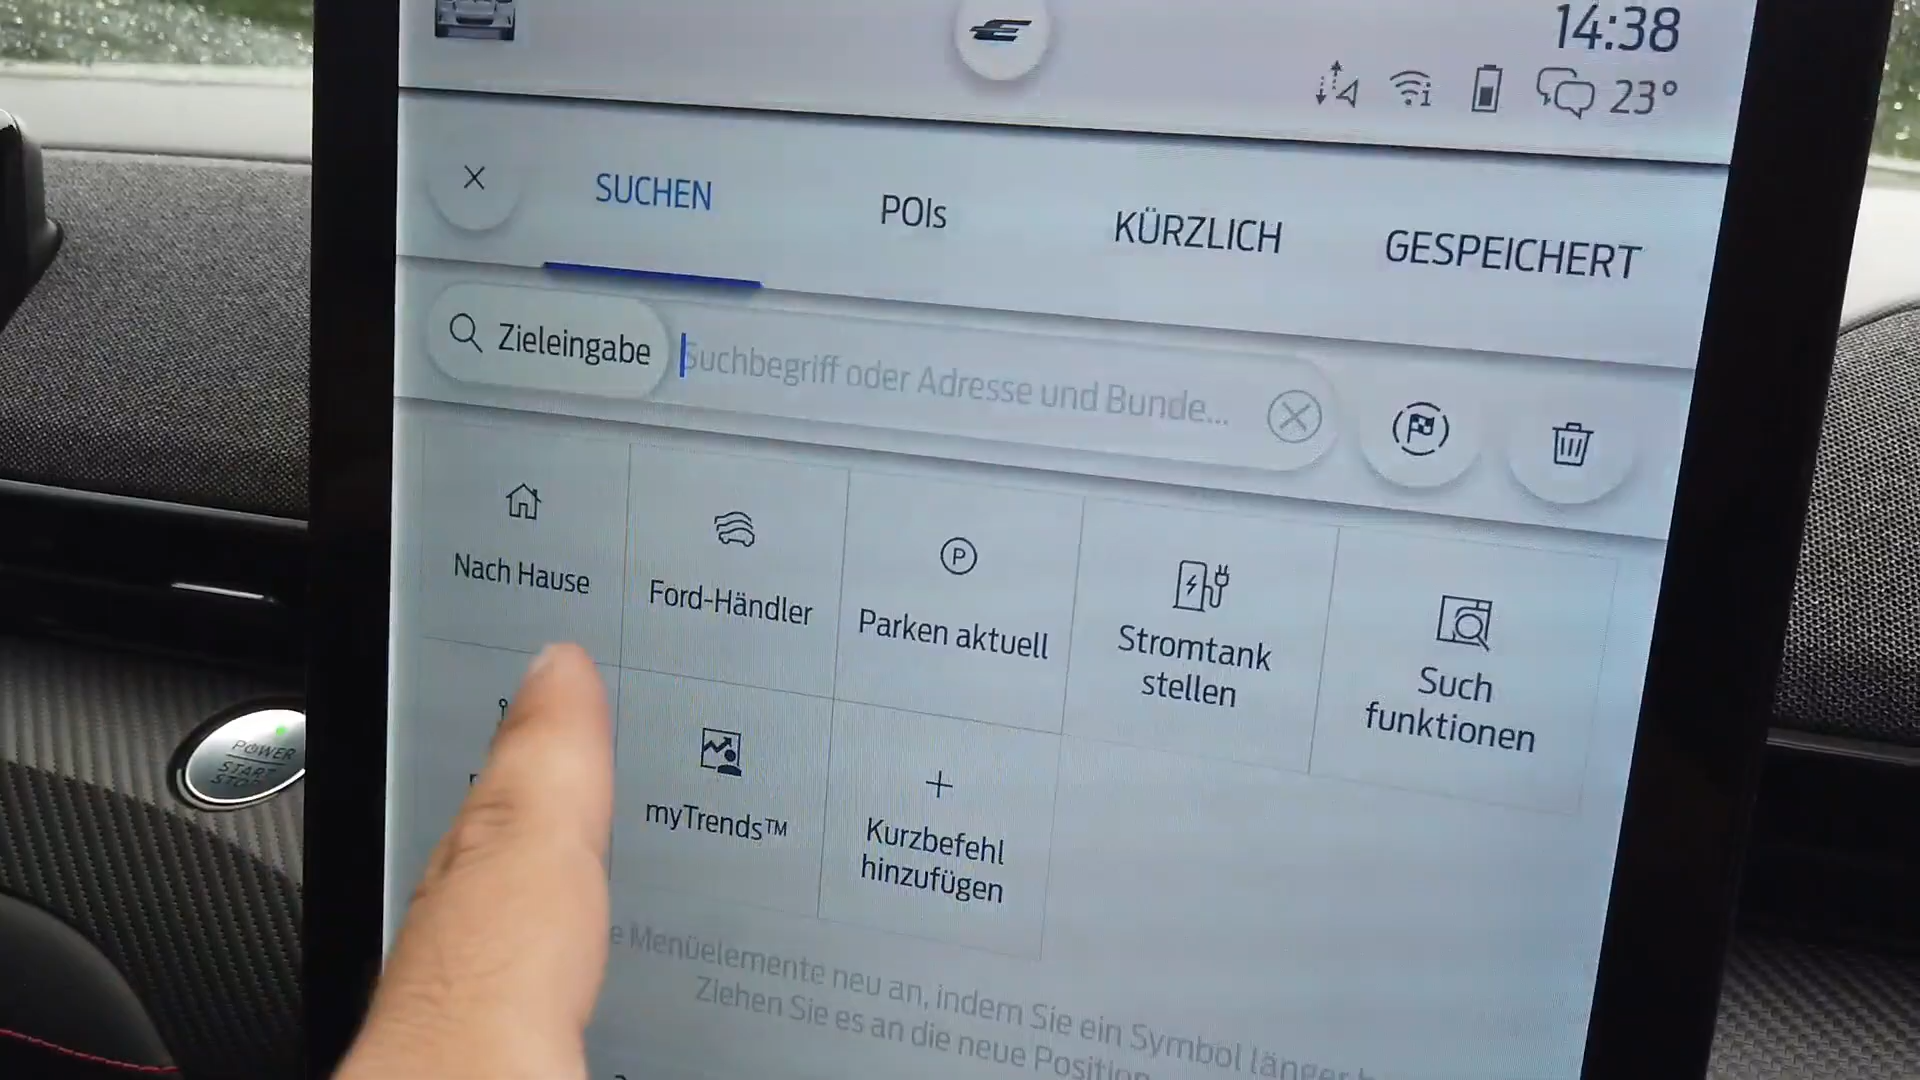 14:38
23°
SUCHEN
POIs
KÜRZLICH
GESPEICHERT
Zieleingabe
Suchbegriff oder Adresse und Bunde...
Nach Hause
Ford-Händler
P
Parken aktuell
Stromtank
stellen
Such
funktionen
myTrends™
Kurzbefehl
hinzufügen
Menüelemente neu an, indem Sie ein Symbol länger
Ziehen Sie es an die neue Position
POWER
START
STOP